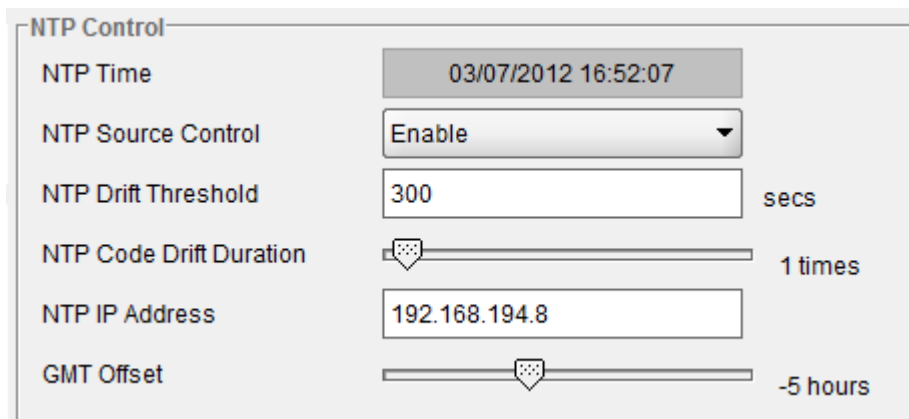 NTP Control
NTP Time 03/07/2012 16:52:07
NTP Source Control Enable
NTP Drift Threshold 300 secs
NTP Code Drift Duration 1 times
NTP IP Address 192.168.194.8
GMT Offset -5 hours